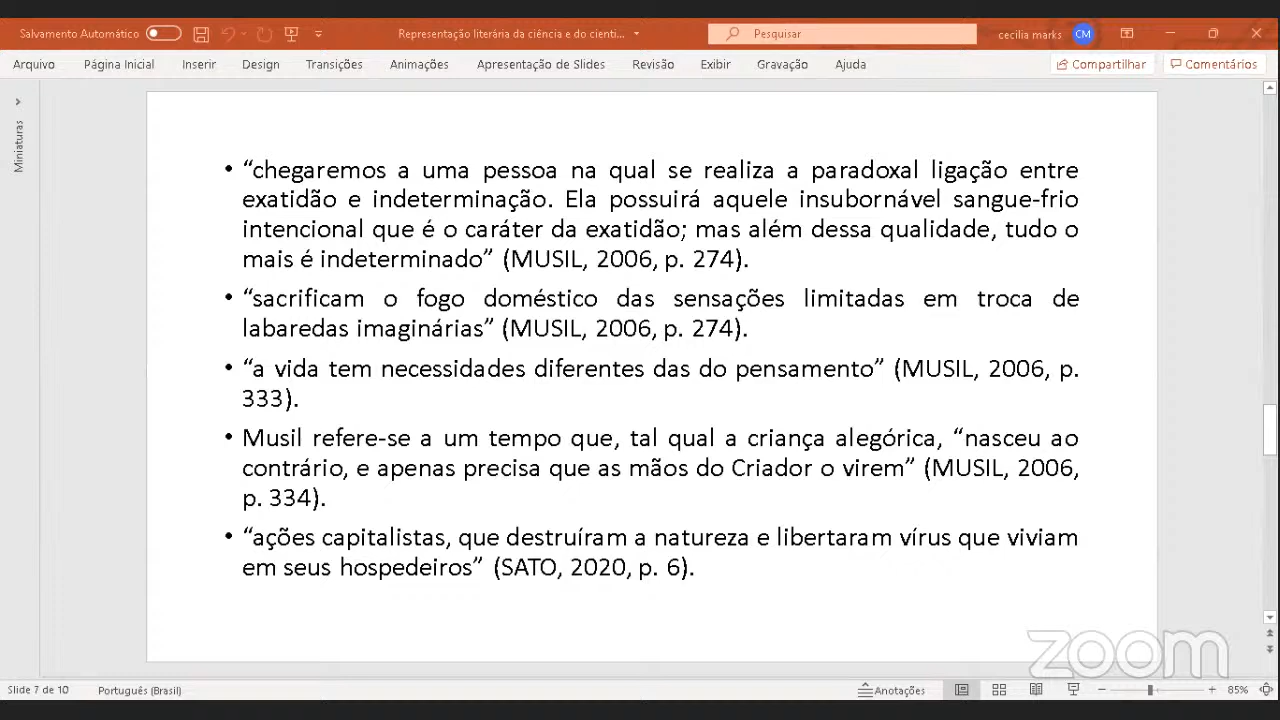 Salvamento Automático
Representação literária da ciência e do cienti...
Pesquisar
cecilia marks
CM
Arquivo Página Inicial Inserir Design Transições Animações Apresentação de Slides Revisão Exibir Gravação Ajuda Compartilhar Comentários
Miniaturas
• “chegaremos a uma pessoa na qual se realiza a paradoxal ligação entre
exatidão e indeterminação. Ela possuirá aquele insubornável sangue-frio
intencional que é o caráter da exatidão; mas além dessa qualidade, tudo o
mais é indeterminado” (MUSIL, 2006, p. 274).
• “sacrificam o fogo doméstico das sensações limitadas em troca de
labaredas imaginárias” (MUSIL, 2006, p. 274).
• “a vida tem necessidades diferentes das do pensamento” (MUSIL, 2006, p.
333).
• Musil refere-se a um tempo que, tal qual a criança alegórica, “nasceu ao
contrário, e apenas precisa que as mãos do Criador o virem” (MUSIL, 2006,
p. 334).
• “ações capitalistas, que destruíram a natureza e libertaram vírus que viviam
em seus hospedeiros” (SATO, 2020, p. 6).
zoom
Slide 7 de 10 Português (Brasil) Anotações 85%